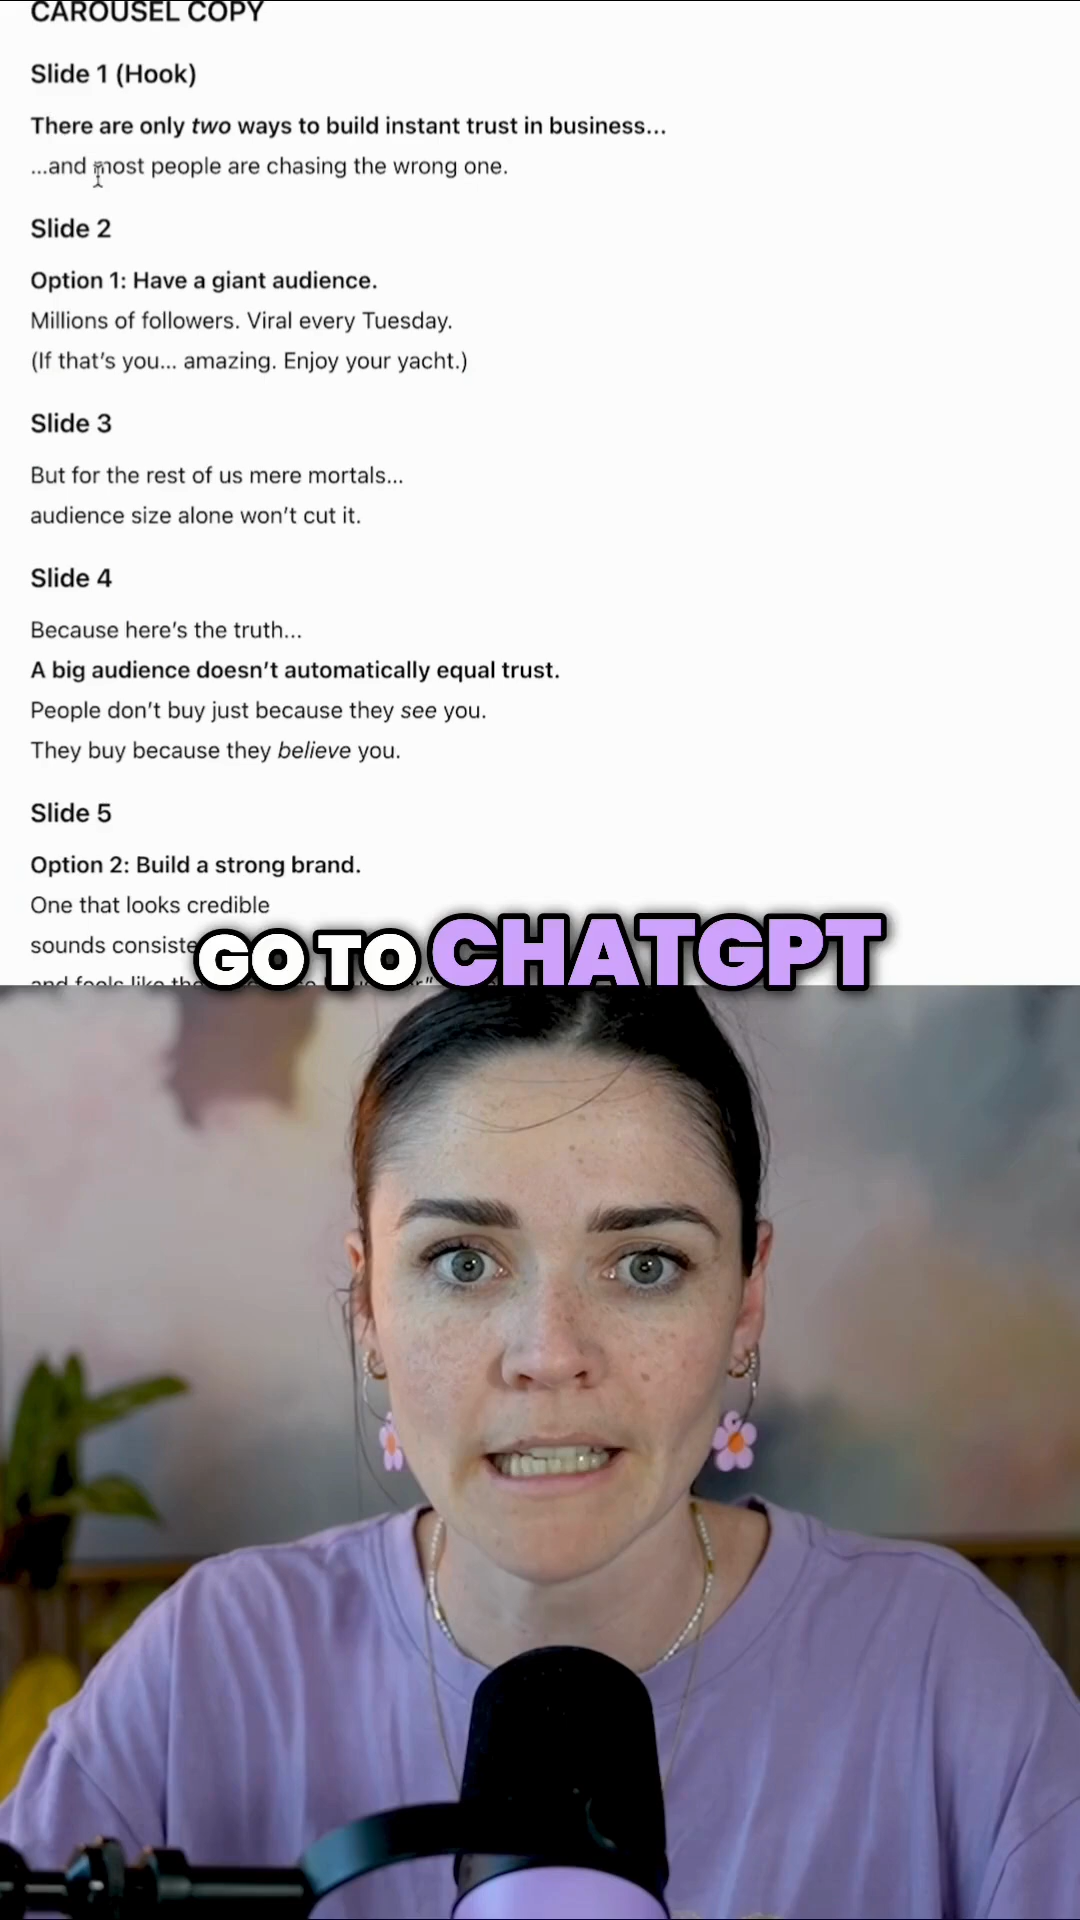 CAROUSEL COPY
Slide 1 (Hook)
There are only two ways to build instant trust in business...
...and most people are chasing the wrong one.
Slide 2
Option 1: Have a giant audience.
Millions of followers. Viral every Tuesday.
(If that's you... amazing. Enjoy your yacht.)
Slide 3
But for the rest of us mere mortals...
audience size alone won't cut it.
Slide 4
Because here's the truth...
A big audience doesn't automatically equal trust.
People don't buy just because they see you.
They buy because they believe you.
Slide 5
Option 2: Build a strong brand.
One that looks credible
sounds
and feels like
GO TO CHATGPT